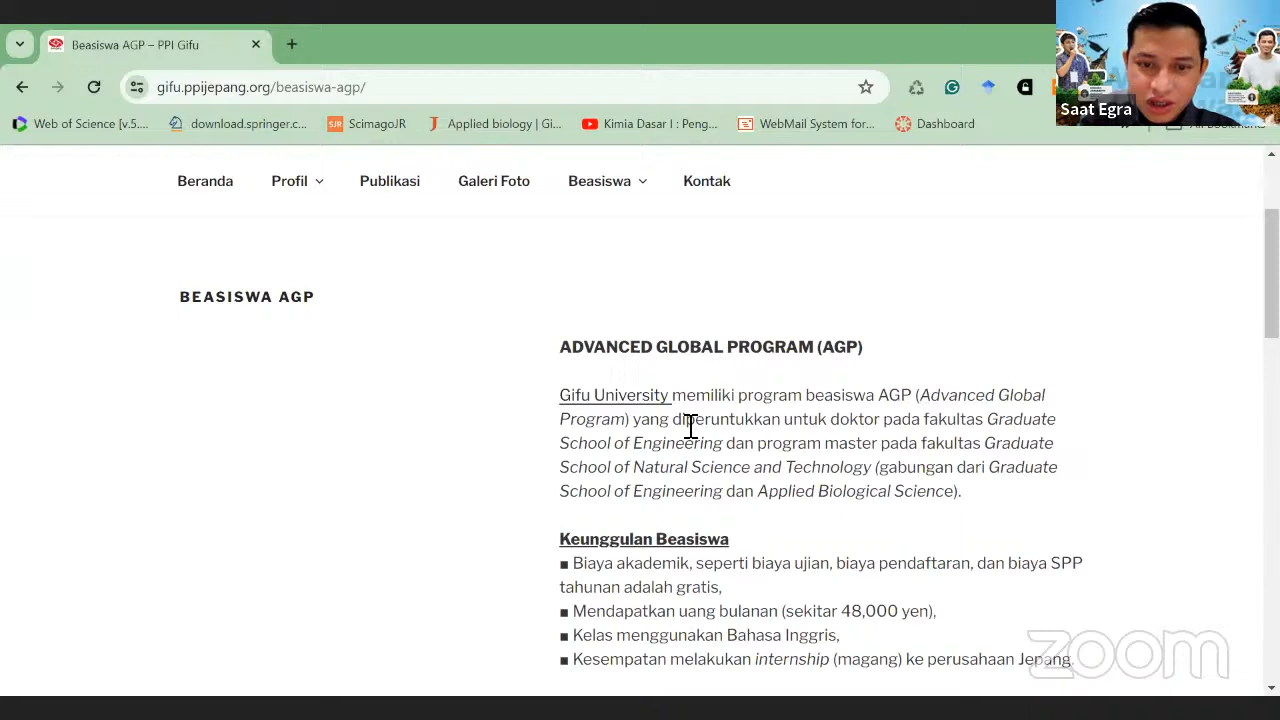 Beasiswa AGP – PPI Gifu
gifu.ppijepang.org/beasiswa-agp/
Web of Science [v.5....
download.springer.c...
SJR
ScimagoJR
Applied biology | Gi...
Kimia Dasar I : Peng...
WebMail System for...
Dashboard
Saat Egra
Beranda
Profil
Publikasi
Galeri Foto
Beasiswa
Kontak
BEASISWA AGP
ADVANCED GLOBAL PROGRAM (AGP)
Gifu University memiliki program beasiswa AGP (Advanced Global
Program) yang diperuntukkan untuk doktor pada fakultas Graduate
School of Engineering dan program master pada fakultas Graduate
School of Natural Science and Technology (gabungan dari Graduate
School of Engineering dan Applied Biological Science).
Keunggulan Beasiswa
▪ Biaya akademik, seperti biaya ujian, biaya pendaftaran, dan biaya SPP
tahunan adalah gratis,
▪ Mendapatkan uang bulanan (sekitar 48,000 yen),
▪ Kelas menggunakan Bahasa Inggris,
▪ Kesempatan melakukan internship (magang) ke perusahaan Jepang.
zoom